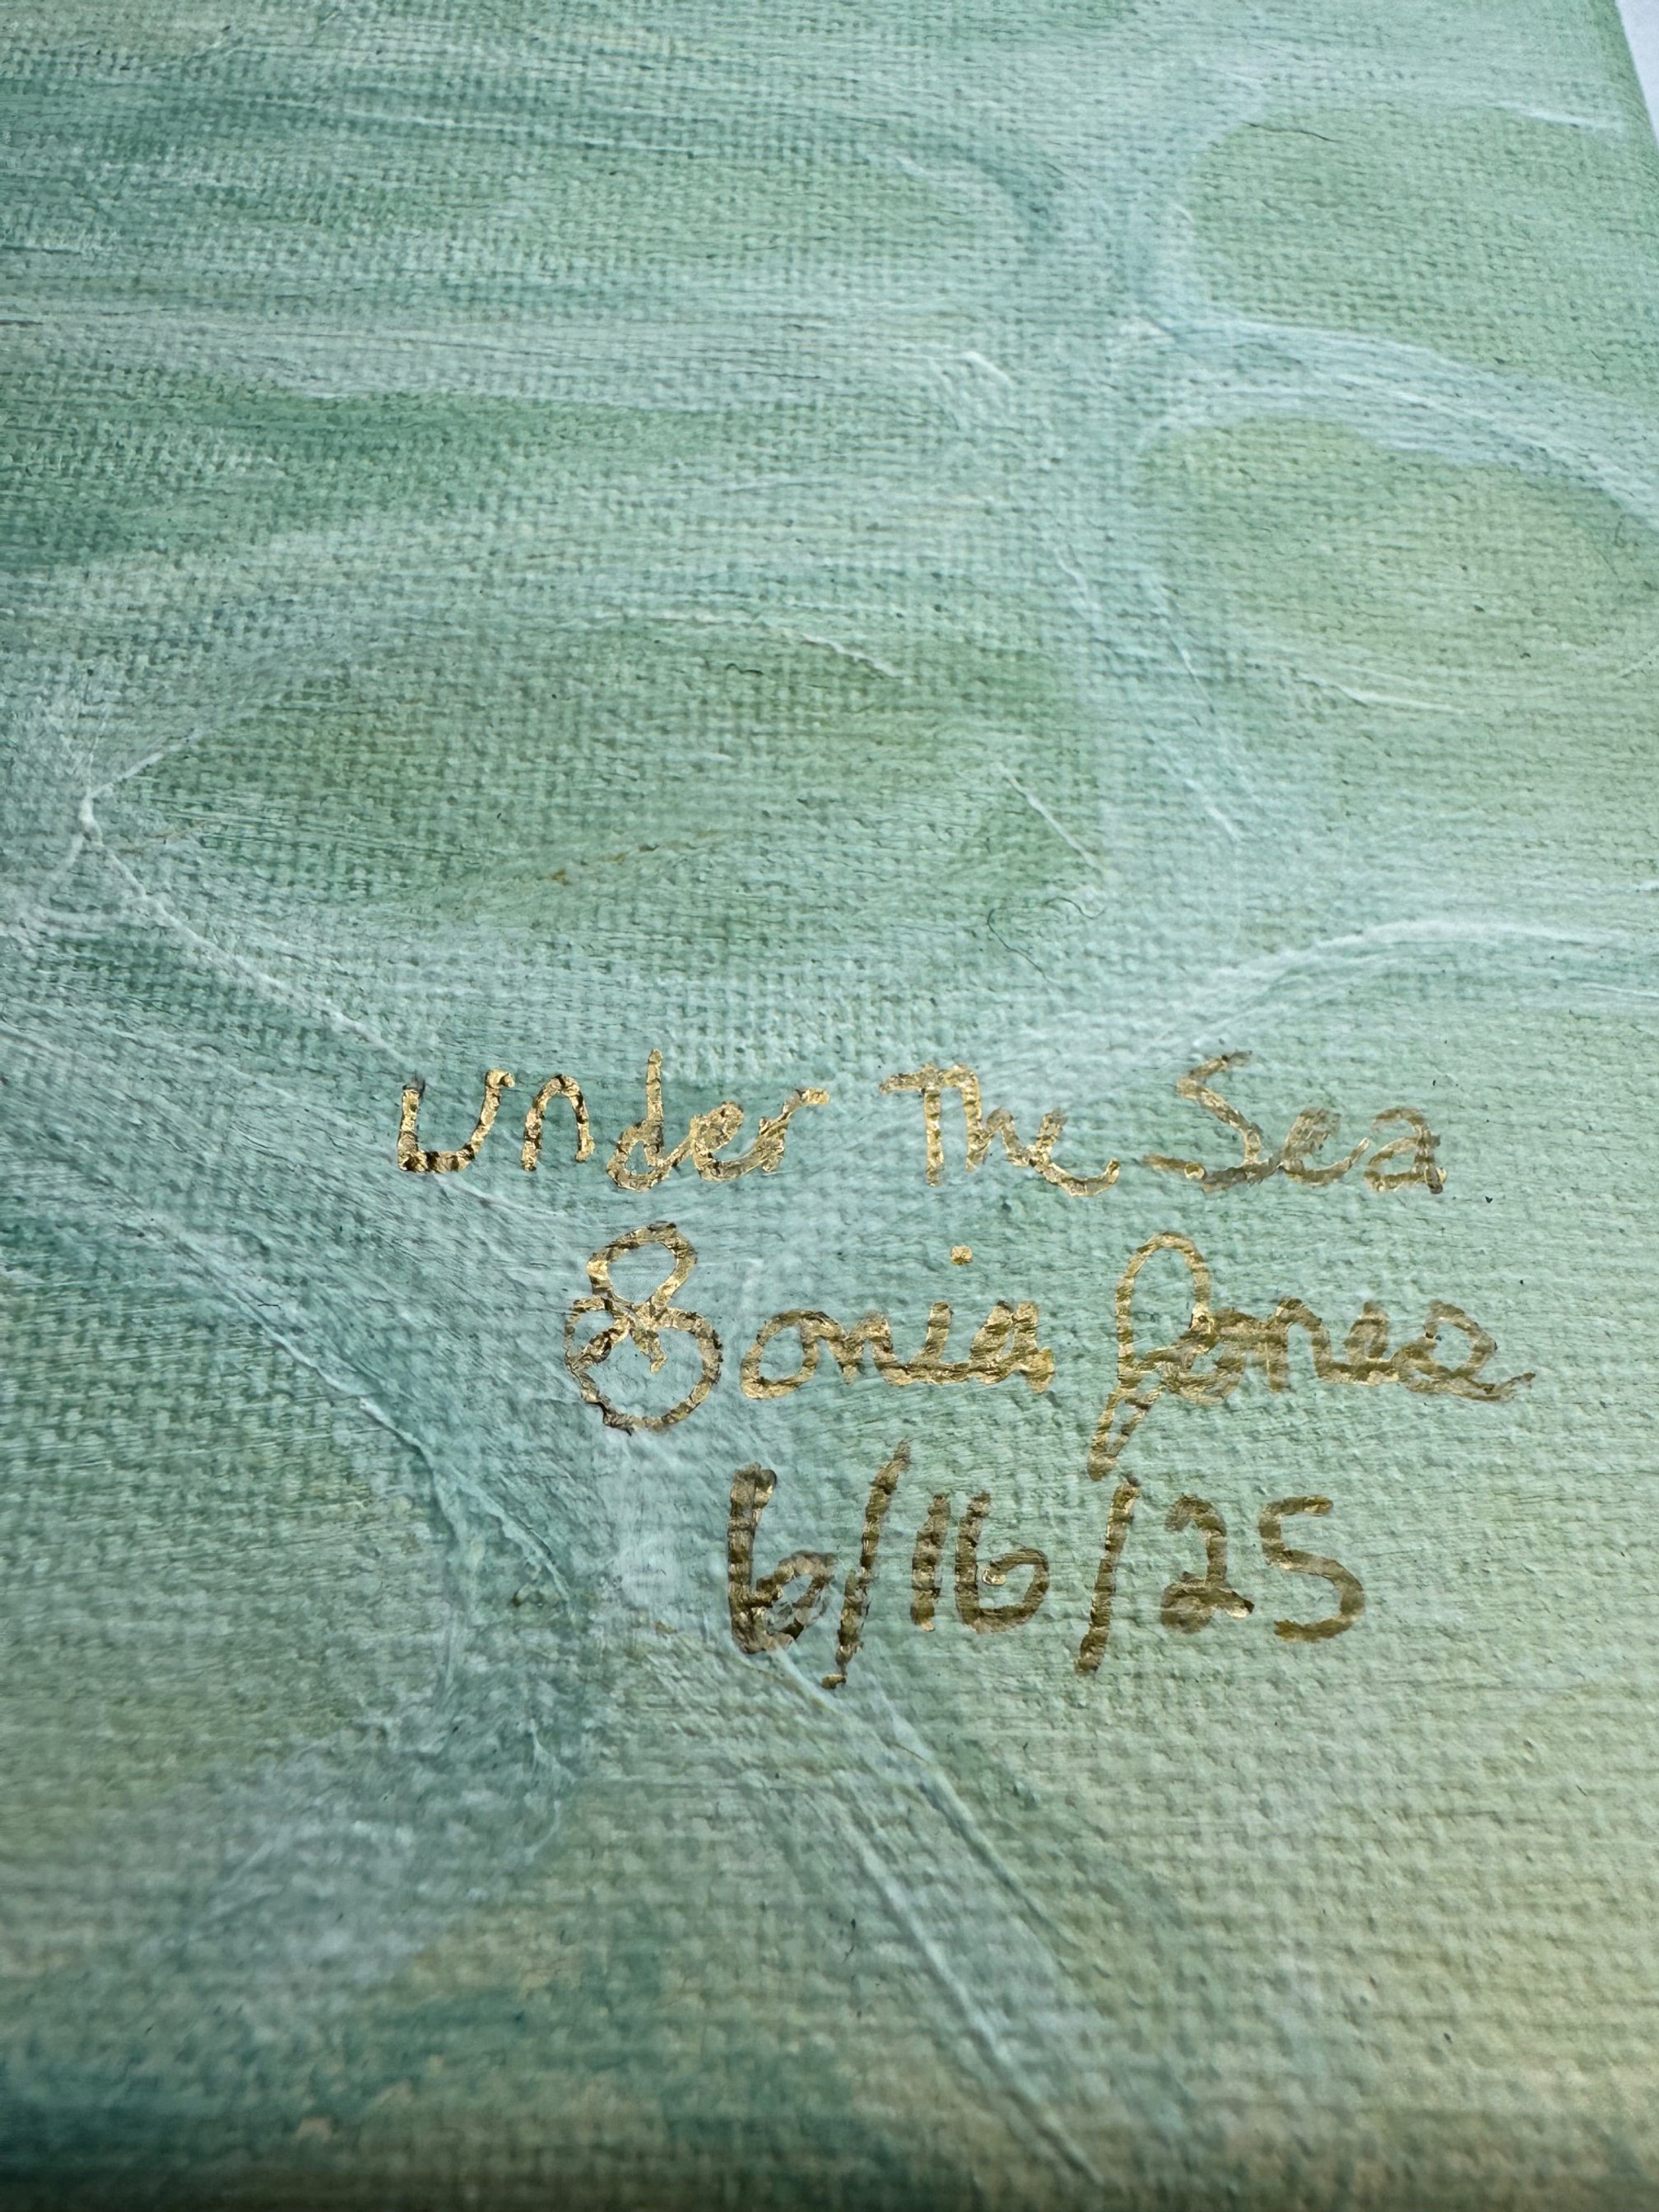 Under The Sea
Sonia Jones
6/16/25